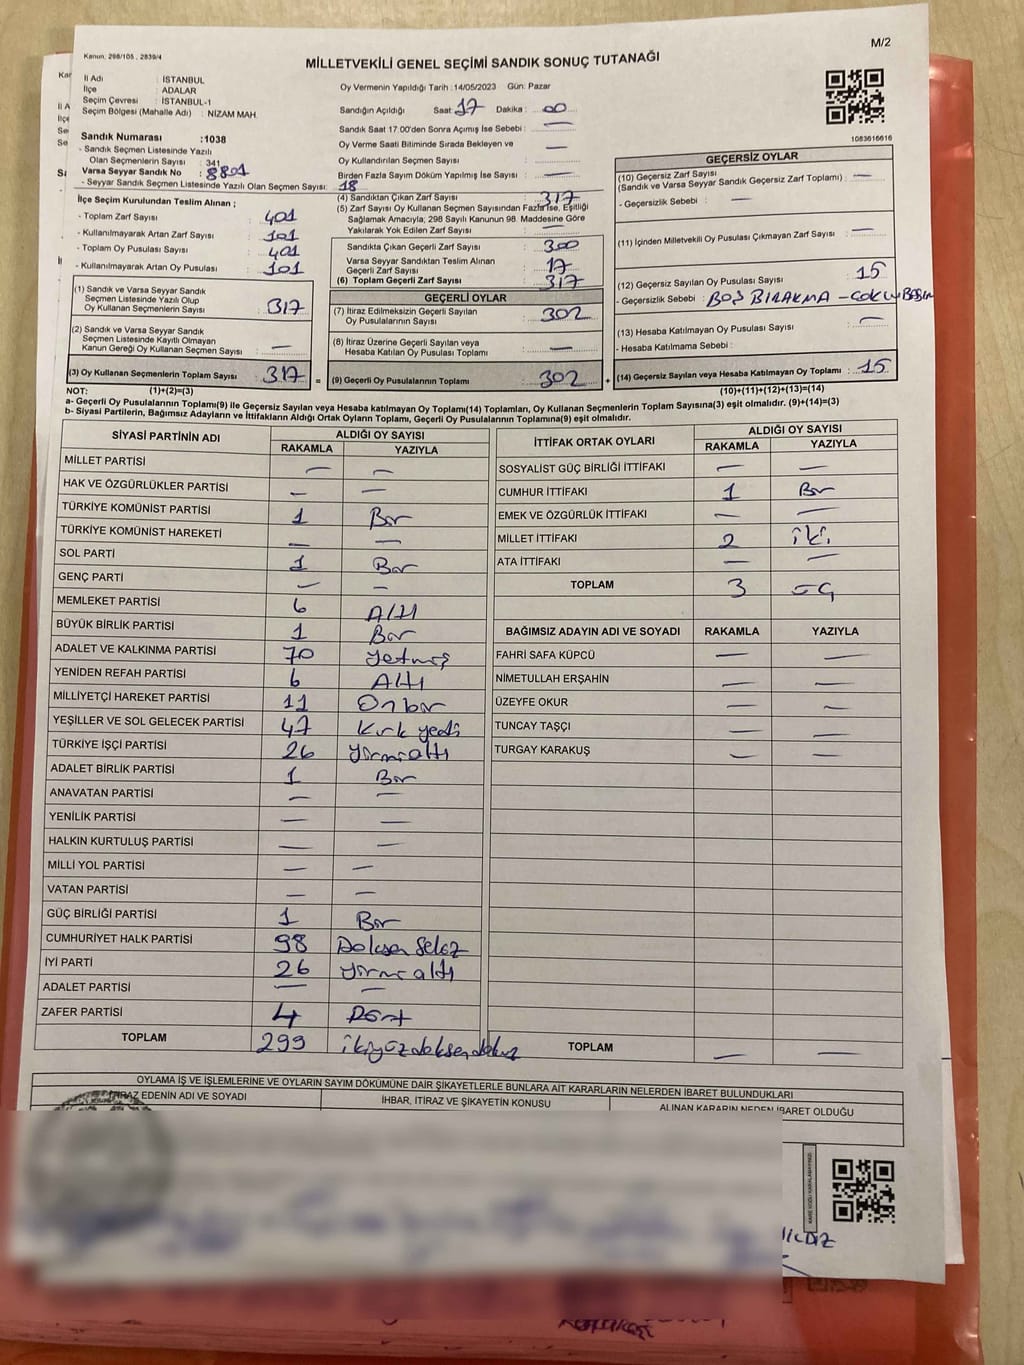 M/2
Kanun: 298/105 , 2839/4
MİLLETVEKİLİ GENEL SEÇİMİ SANDIK SONUÇ TUTANAĞI
İl Adı : İSTANBUL
İlçe : ADALAR
Seçim Çevresi : İSTANBUL-1
Seçim Bölgesi (Mahalle Adı) : NİZAM MAH.
Sandık Numarası :1038
- Sandık Seçmen Listesinde Yazılı
Olan Seçmenlerin Sayısı : 341
Varsa Seyyar Sandık No : 8801
- Seyyar Sandık Seçmen Listesinde Yazılı Olan Seçmen Sayısı: 18
Oy Vermenin Yapıldığı Tarih :14/05/2023 Gün: Pazar
Sandığın Açıldığı Saat: 17 Dakika : 00
Sandık Saat 17:00'den Sonra Açımış İse Sebebi : —
Oy Verme Saati Bitiminde Sırada Bekleyen ve
Oy Kullandırılan Seçmen Sayısı : —
Birden Fazla Sayım Döküm Yapılmış İse Sayısı : —
1083616616
İlçe Seçim Kurulundan Teslim Alınan ;
- Toplam Zarf Sayısı : 401
- Kullanılmayarak Artan Zarf Sayısı : 101
- Toplam Oy Pusulası Sayısı : 401
- Kullanılmayarak Artan Oy Pusulası : 101
(4) Sandıktan Çıkan Zarf Sayısı : 317
(5) Zarf Sayısı Oy Kullanan Seçmen Sayısından Fazla İse, Eşitliği
Sağlamak Amacıyla; 298 Sayılı Kanunun 98. Maddesine Göre
Yakılarak Yok Edilen Zarf Sayısı : —
Sandıkta Çıkan Geçerli Zarf Sayısı : 300
Varsa Seyyar Sandıktan Teslim Alınan
Geçerli Zarf Sayısı : 17
(6) Toplam Geçerli Zarf Sayısı : 317
GEÇERSİZ OYLAR
(10) Geçersiz Zarf Sayısı
(Sandık ve Varsa Seyyar Sandık Geçersiz Zarf Toplamı) : —
- Geçersizlik Sebebi : —
(11) İçinden Milletvekili Oy Pusulası Çıkmayan Zarf Sayısı : —
(12) Geçersiz Sayılan Oy Pusulası Sayısı : 15
- Geçersizlik Sebebi : BOŞ BIRAKMA -
(13) Hesaba Katılmayan Oy Pusulası Sayısı : —
- Hesaba Katılmama Sebebi :
(14) Geçersiz Sayılan veya Hesaba Katılmayan Oy Toplamı : 15
(1) Sandık ve Varsa Seyyar Sandık
Seçmen Listesinde Yazılı Olup
Oy Kullanan Seçmenlerin Sayısı : 317
(2) Sandık ve Varsa Seyyar Sandık
Seçmen Listesinde Kayıtlı Olmayan
Kanun Gereği Oy Kullanan Seçmen Sayısı : —
(3) Oy Kullanan Seçmenlerin Toplam Sayısı : 317
GEÇERLİ OYLAR
(7) İtiraz Edilmeksizin Geçerli Sayılan
Oy Pusulalarının Sayısı : 302
(8) İtiraz Üzerine Geçerli Sayılan veya
Hesaba Katılan Oy Pusulası Toplamı : —
= (9) Geçerli Oy Pusulalarının Toplamı : 302 +
NOT: (1)+(2)=(3) (10)+(11)+(12)+(13)=(14)
a- Geçerli Oy Pusulalarının Toplamı(9) ile Geçersiz Sayılan veya Hesaba katılmayan Oy Toplamı(14) Toplamları, Oy Kullanan Seçmenlerin Toplam Sayısına(3) eşit olmalıdır. (9)+(14)=(3)
b- Siyasi Partilerin, Bağımsız Adayların ve İttifakların Aldığı Ortak Oyların Toplamı, Geçerli Oy Pusulalarının Toplamına(9) eşit olmalıdır.
SİYASİ PARTİNİN ADI ALDIĞI OY SAYISI
RAKAMLA YAZIYLA
MİLLET PARTİSİ — —
HAK VE ÖZGÜRLÜKLER PARTİSİ — —
TÜRKİYE KOMÜNİST PARTİSİ 1 Bir
TÜRKİYE KOMÜNİST HAREKETİ — —
SOL PARTİ 1 Bir
GENÇ PARTİ — —
MEMLEKET PARTİSİ 6 Altı
BÜYÜK BİRLİK PARTİSİ 1 Bir
ADALET VE KALKINMA PARTİSİ 70 Yetmiş
YENİDEN REFAH PARTİSİ 6 Altı
MİLLİYETÇİ HAREKET PARTİSİ 11 Onbir
YEŞİLLER VE SOL GELECEK PARTİSİ 47 Kırk yedi
TÜRKİYE İŞÇİ PARTİSİ 26 Yirmi altı
ADALET BİRLİK PARTİSİ 1 Bir
ANAVATAN PARTİSİ — —
YENİLİK PARTİSİ — —
HALKIN KURTULUŞ PARTİSİ — —
MİLLİ YOL PARTİSİ — —
VATAN PARTİSİ — —
GÜÇ BİRLİĞİ PARTİSİ 1 Bir
CUMHURİYET HALK PARTİSİ 98 Doksan Sekiz
İYİ PARTİ 26 Yirmi altı
ADALET PARTİSİ — —
ZAFER PARTİSİ 4 Dört
TOPLAM 299 ikiyüzdoksandokuz
İTTİFAK ORTAK OYLARI ALDIĞI OY SAYISI
RAKAMLA YAZIYLA
SOSYALİST GÜÇ BİRLİĞİ İTTİFAKI — —
CUMHUR İTTİFAKI 1 Bir
EMEK VE ÖZGÜRLÜK İTTİFAKI — —
MİLLET İTTİFAKI 2 iki
ATA İTTİFAKI — —
TOPLAM 3 üç
BAĞIMSIZ ADAYIN ADI VE SOYADI RAKAMLA YAZIYLA
FAHRİ SAFA KÜPCÜ — —
NİMETULLAH ERŞAHİN — —
ÜZEYFE OKUR — —
TUNCAY TAŞÇI — —
TURGAY KARAKUŞ — —
TOPLAM — —
OYLAMA İŞ VE İŞLEMLERİNE VE OYLARIN SAYIM DÖKÜMÜNE DAİR ŞİKAYETLERLE BUNLARA AİT KARARLARIN NELERDEN İBARET BULUNDUKLARI
İTİRAZ EDENİN ADI VE SOYADI İHBAR, İTİRAZ VE ŞİKAYETİN KONUSU ALINAN KARARIN NEDEN İBARET OLDUĞU